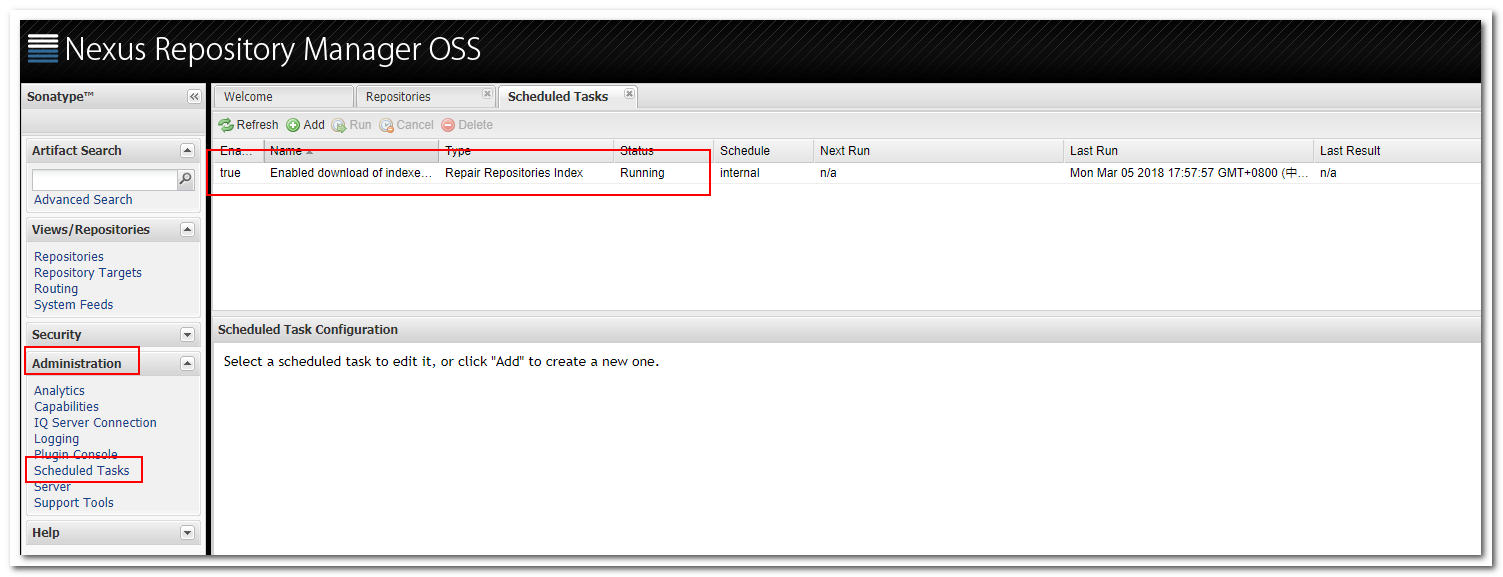 Nexus Repository Manager OSS
Sonatype™
Welcome Repositories Scheduled Tasks
Refresh Add Run Cancel Delete
Artifact Search
Advanced Search
Views/Repositories
Repositories
Repository Targets
Routing
System Feeds
Security
Administration
Analytics
Capabilities
IQ Server Connection
Logging
Plugin Console
Scheduled Tasks
Server
Support Tools
Help
Ena... Name Type Status Schedule Next Run Last Run Last Result
true Enabled download of indexe... Repair Repositories Index Running internal n/a Mon Mar 05 2018 17:57:57 GMT+0800 (中... n/a
Scheduled Task Configuration
Select a scheduled task to edit it, or click "Add" to create a new one.